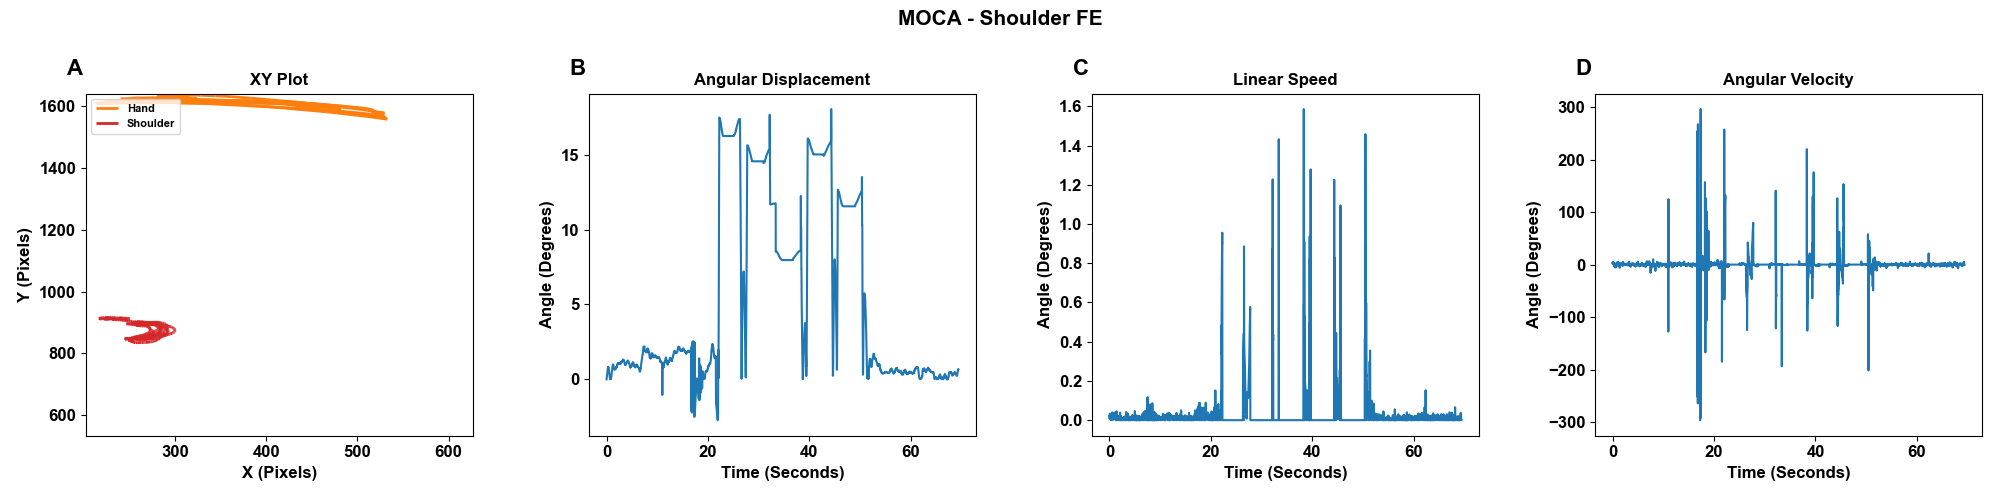 MOCA - Shoulder FE
A
XY Plot
Hand
Shoulder
1600
1400
1200
1000
800
600
Y (Pixels)
300
400
500
600
X (Pixels)
B
Angular Displacement
15
10
5
0
Angle (Degrees)
0
20
40
60
Time (Seconds)
C
Linear Speed
1.6
1.4
1.2
1.0
0.8
0.6
0.4
0.2
0.0
Angle (Degrees)
0
20
40
60
Time (Seconds)
D
Angular Velocity
300
200
100
0
−100
−200
−300
Angle (Degrees)
0
20
40
60
Time (Seconds)